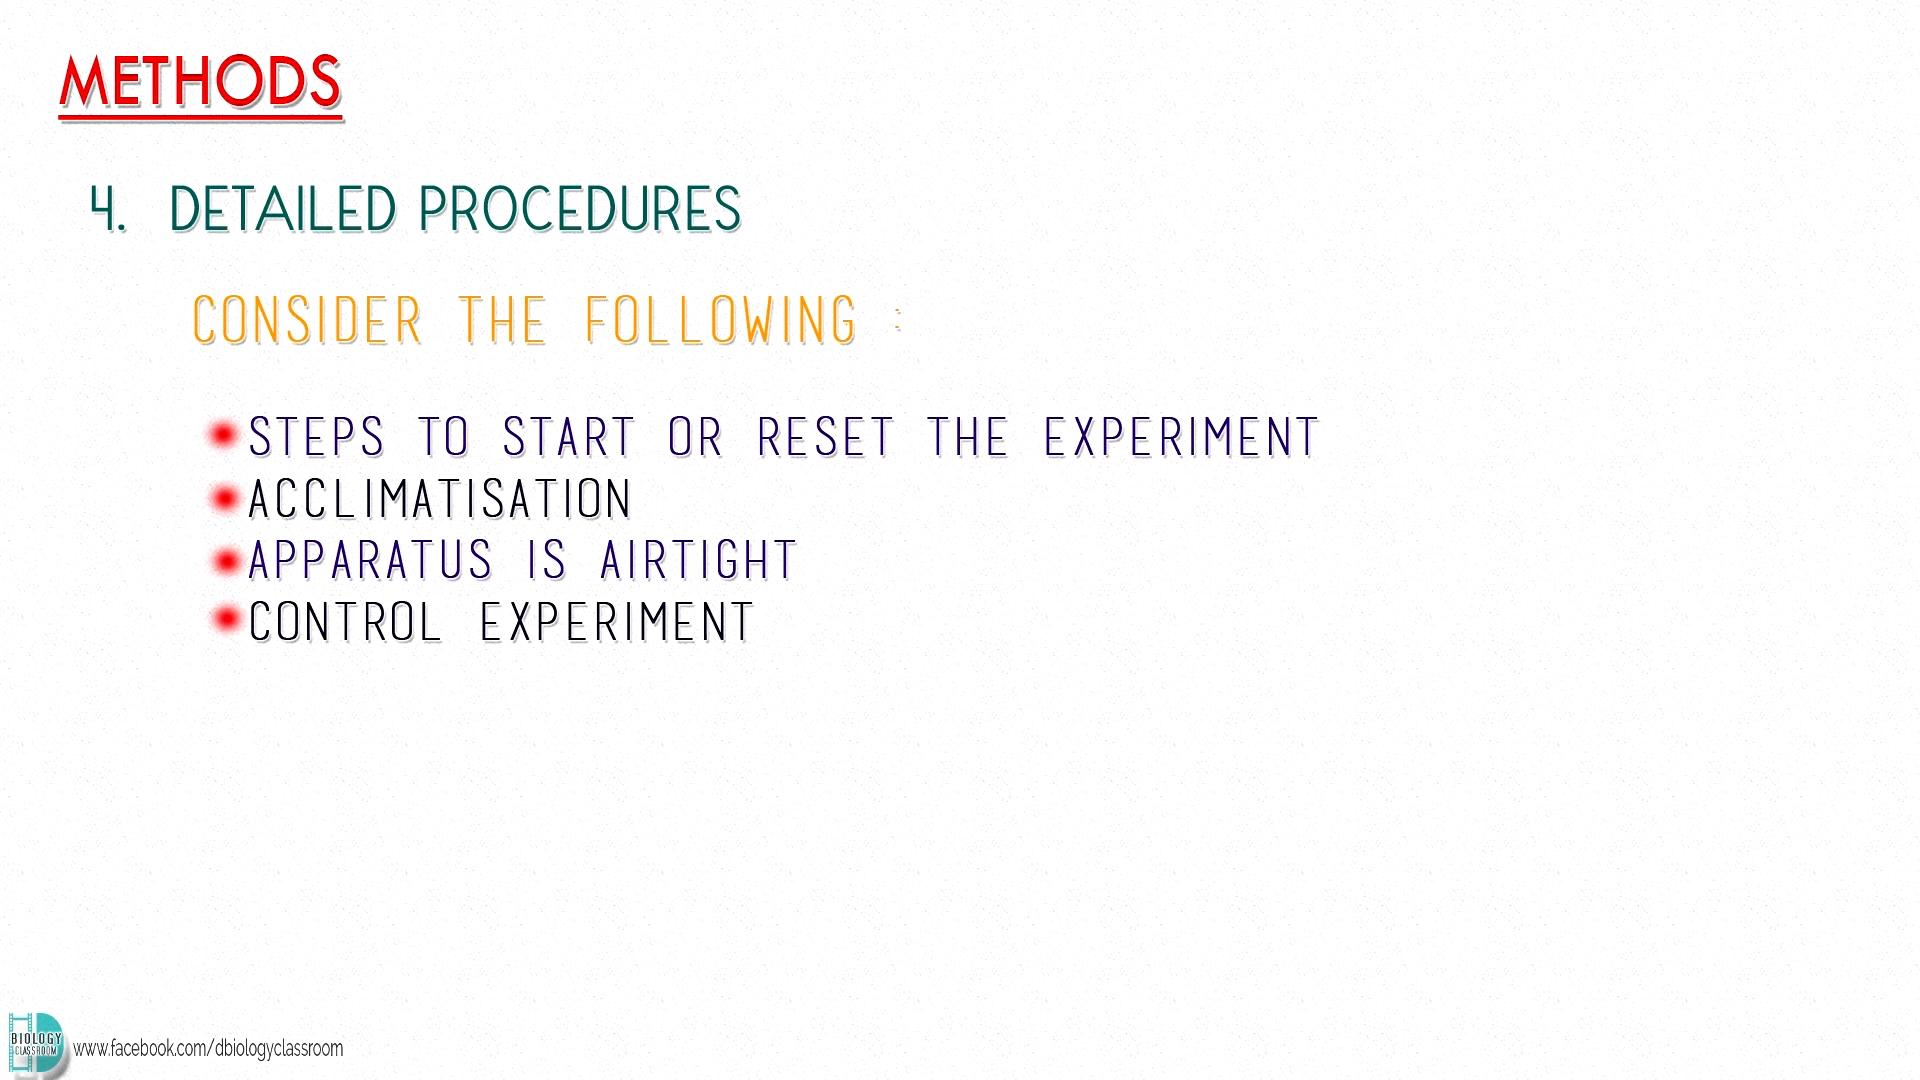 METHODS
4. DETAILED PROCEDURES
CONSIDER THE FOLLOWING :
STEPS TO START OR RESET THE EXPERIMENT
ACCLIMATISATION
APPARATUS IS AIRTIGHT
CONTROL EXPERIMENT
BIOLOGY
CLASSROOM
www.facebook.com/dbiologyclassroom